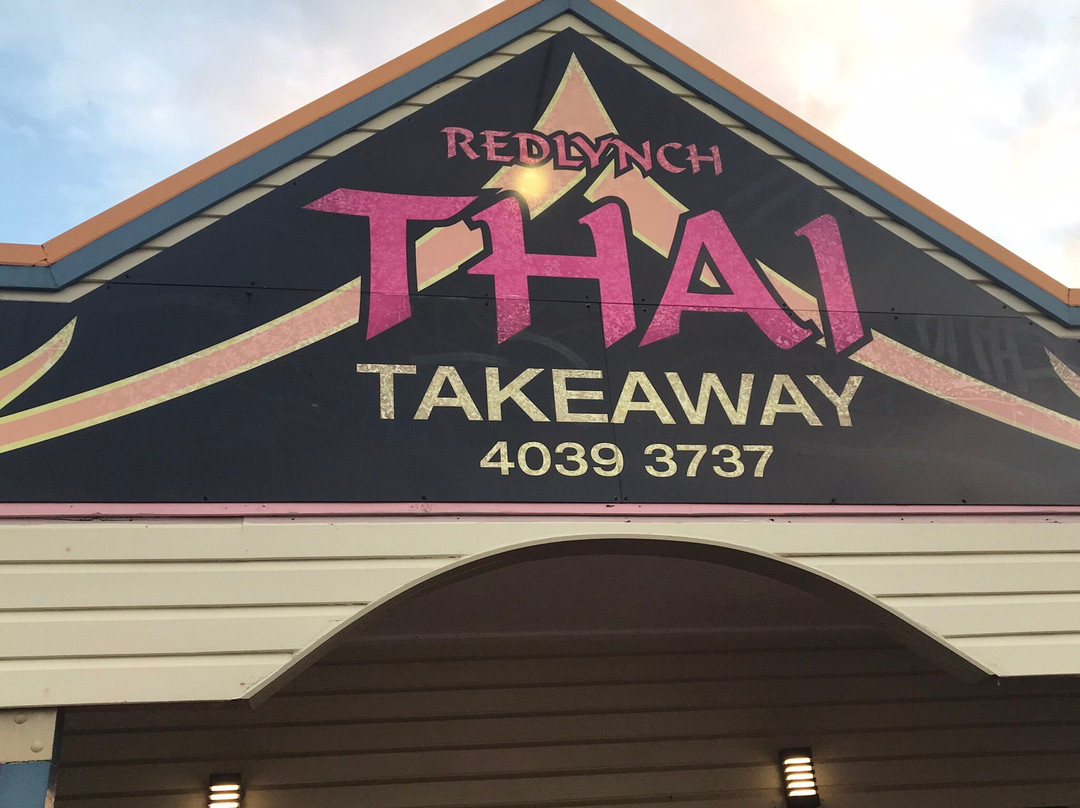 REDLYNCH
THAI
TAKEAWAY
4039 3737